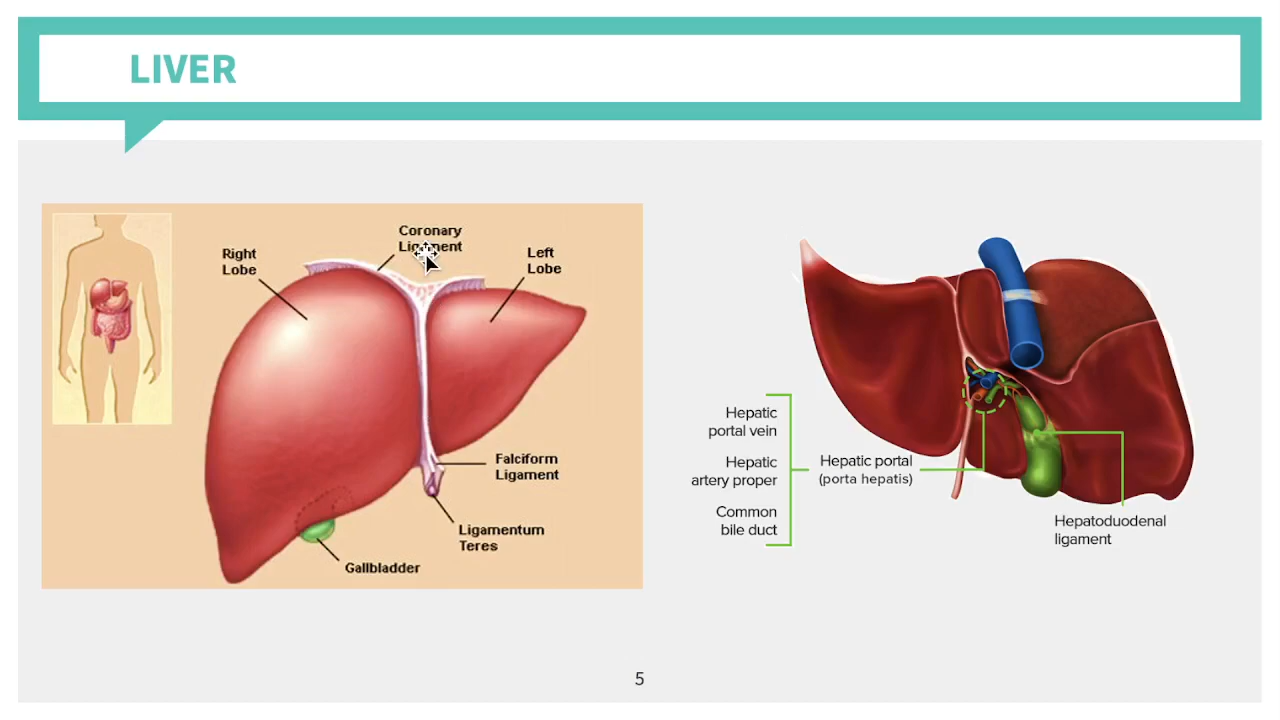 LIVER
Coronary
Ligament
Right
Lobe
Left
Lobe
Falciform
Ligament
Ligamentum
Teres
Gallbladder
Hepatic
portal vein
Hepatic
artery proper
Common
bile duct
Hepatic portal
(porta hepatis)
Hepatoduodenal
ligament
5